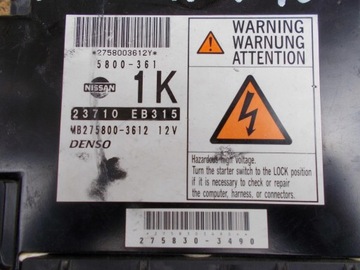 *2758003612Y*
5800-361
NISSAN
1K
23710 EB315
MB275800-3612 12V
DENSO
WARNING
WARNUNG
ATTENTION
Hazardous high voltage.
Turn the starter switch to the LOCK position
if it is necessary to check or repair
the computer, harness, or connectors.
275830-3490